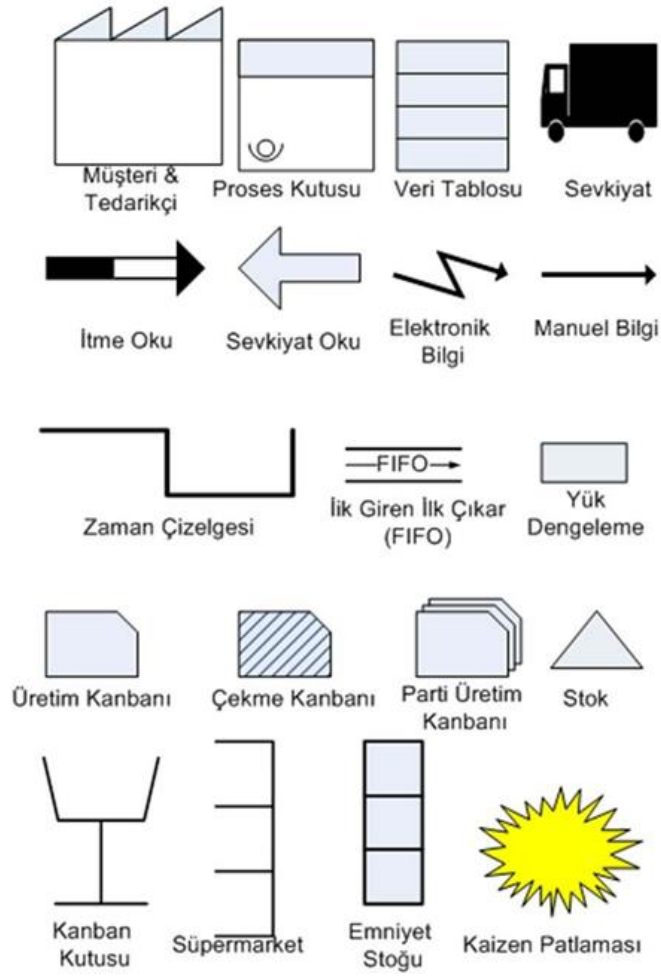 Müşteri &
Tedarikçi
Proses Kutusu
Veri Tablosu
Sevkiyat
İtme Oku
Sevkiyat Oku
Elektronik
Bilgi
Manuel Bilgi
Zaman Çizelgesi
FIFO
İlk Giren İlk Çıkar
(FIFO)
Yük
Dengeleme
Üretim Kanbanı
Çekme Kanbanı
Parti Üretim
Kanbanı
Stok
Kanban
Kutusu
Süpermarket
Emniyet
Stoğu
Kaizen Patlaması